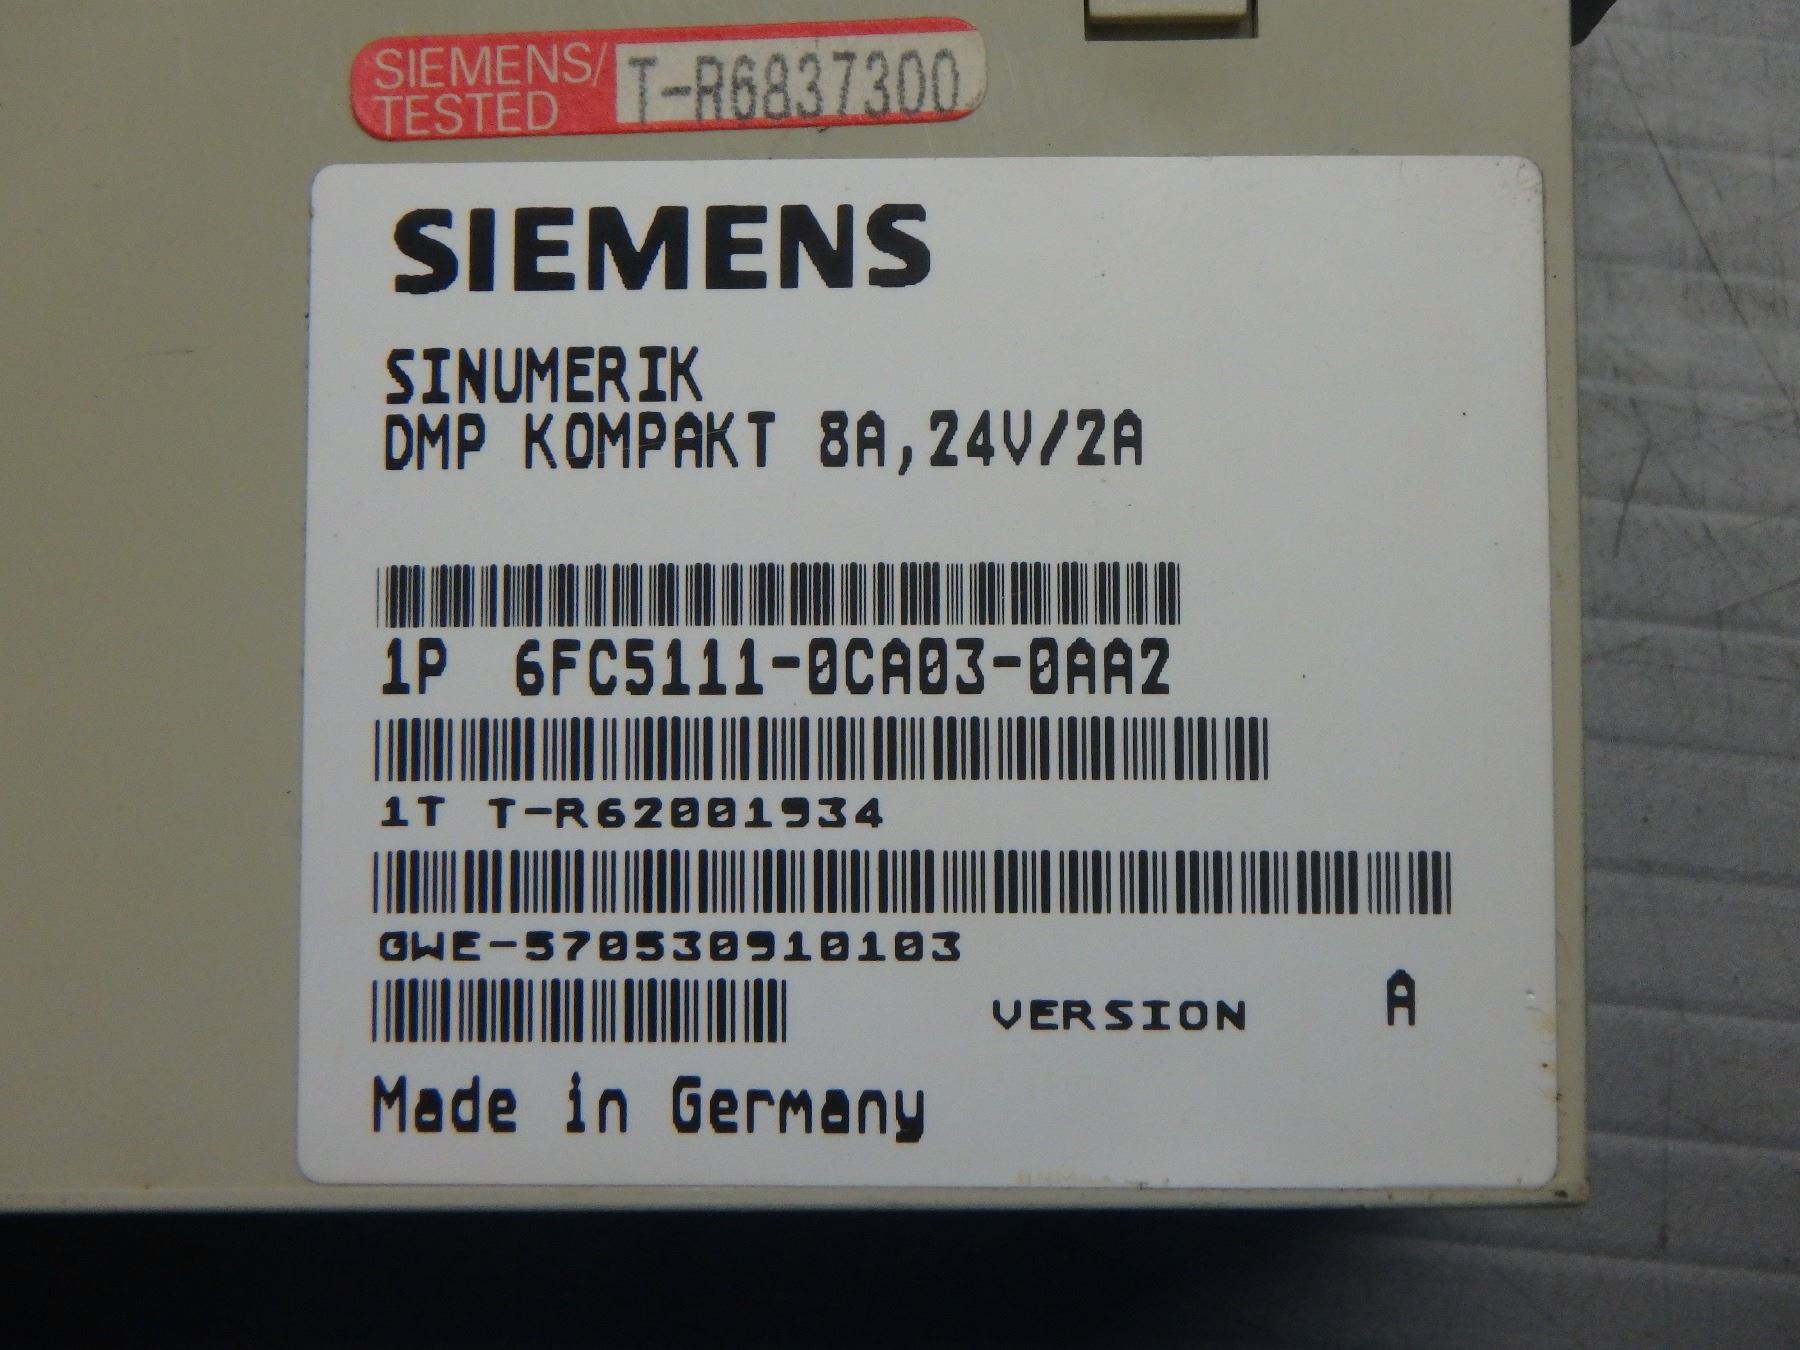 SIEMENS/
TESTED
T-R6837300
SIEMENS
SINUMERIK
DMP KOMPAKT 8A,24V/2A
1P 6FC5111-0CA03-0AA2
1T T-R62001934
GWE-570530910103
VERSION A
Made in Germany